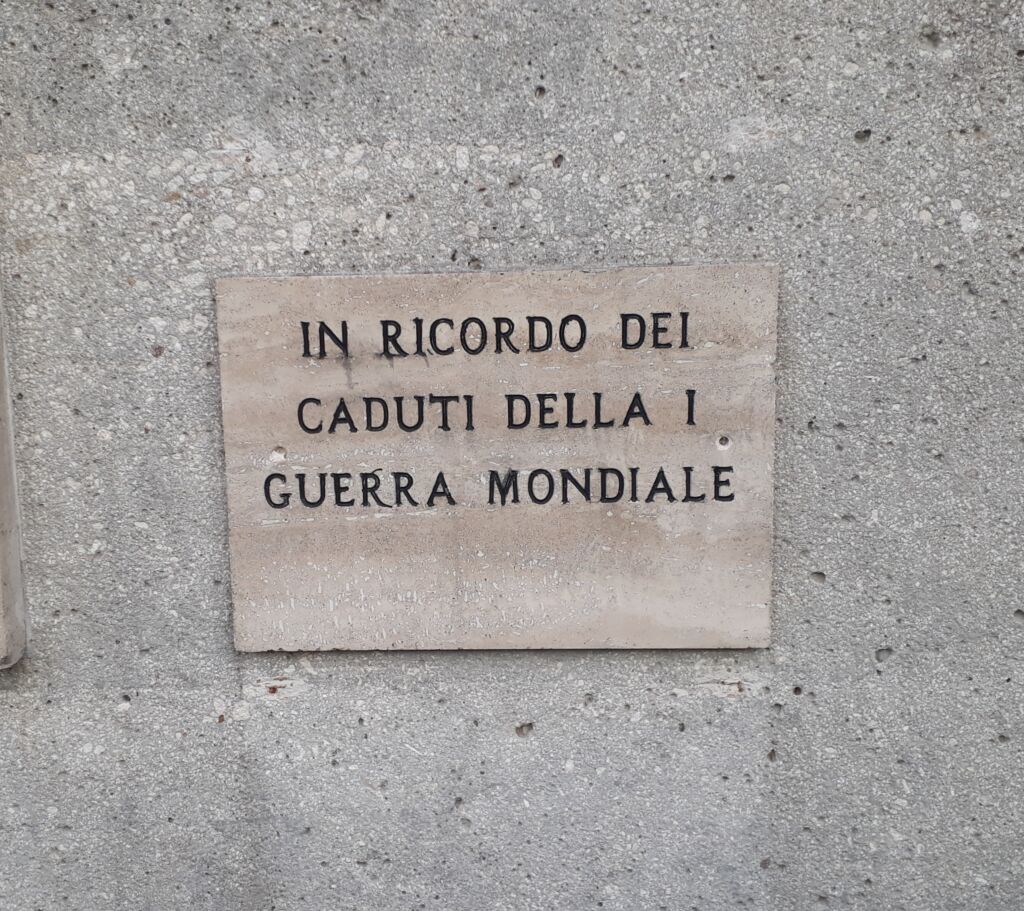 IN RICORDO DEI
CADUTI DELLA I
GUERRA MONDIALE